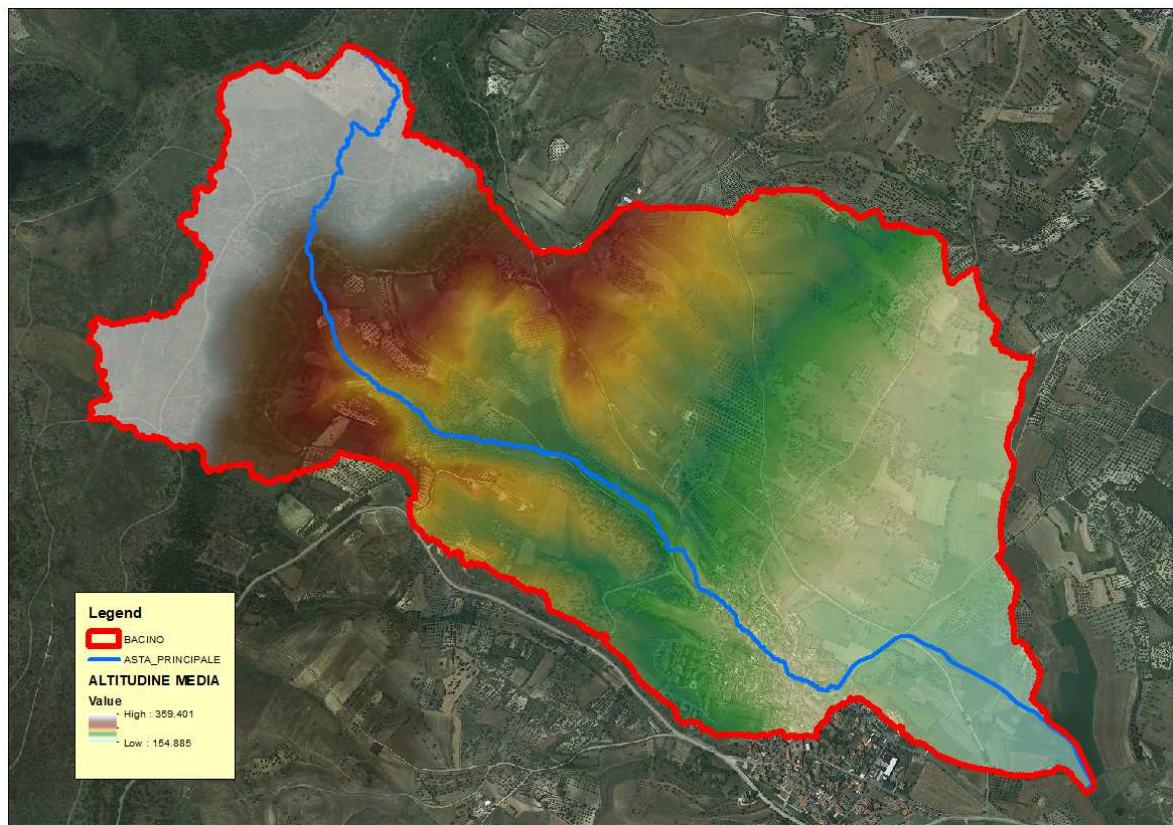 Legend
BACINO
ASTA_PRINCIPALE
ALTITUDINE MEDIA
Value
High : 359.401
Low : 154.885